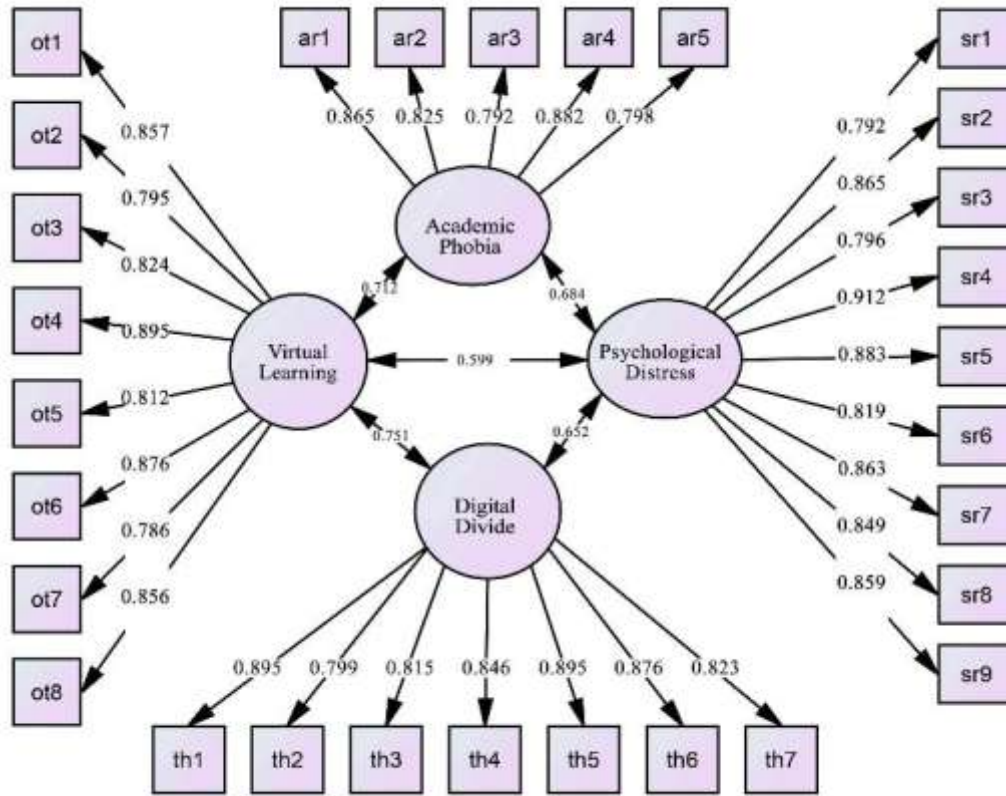 ot1
ot2
ot3
ot4
ot5
ot6
ot7
ot8
0.857
0.795
0.824
0.895
0.812
0.876
0.786
0.856
ar1 ar2 ar3 ar4 ar5
0.865 0.825 0.792 0.882 0.798
Academic
Phobia
0.712
0.684
Virtual
Learning
0.599
Psychological
Distress
0.751
0.652
Digital
Divide
0.895 0.799 0.815 0.846 0.895 0.876 0.823
th1 th2 th3 th4 th5 th6 th7
0.792
0.865
0.796
0.912
0.883
0.819
0.863
0.849
0.859
sr1
sr2
sr3
sr4
sr5
sr6
sr7
sr8
sr9